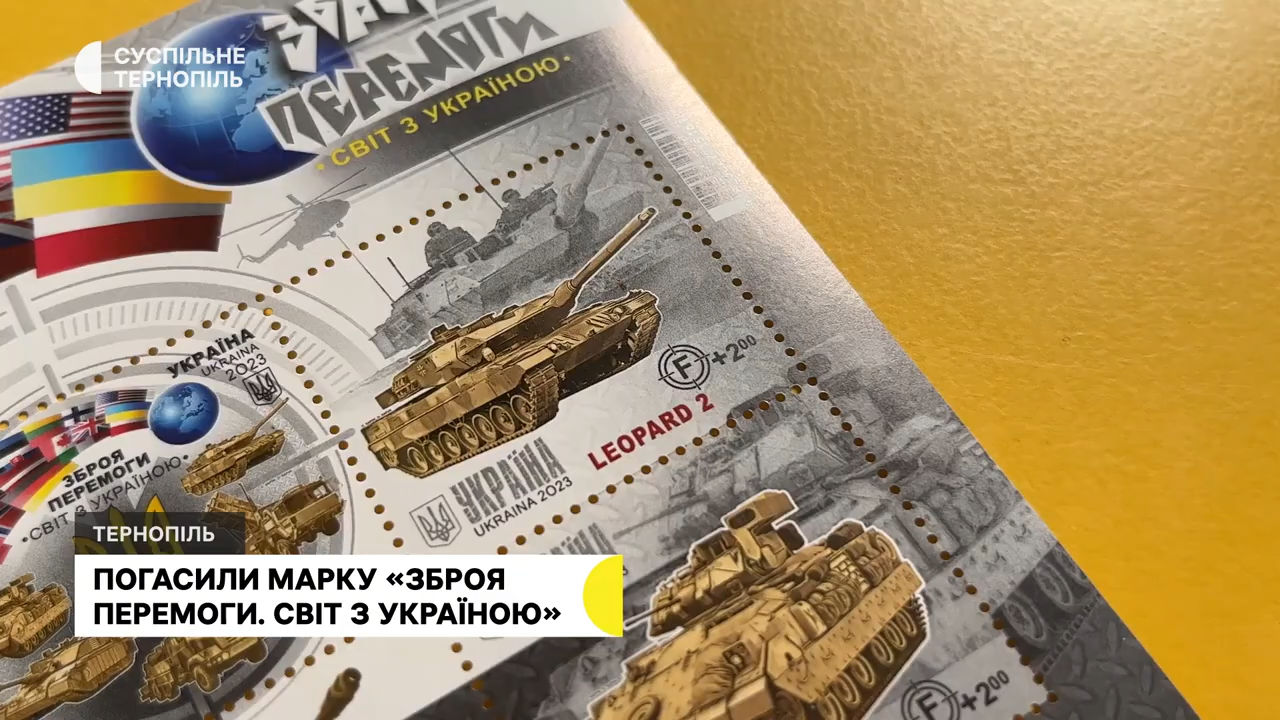 СУСПІЛЬНЕ
ТЕРНОПІЛЬ
ЗБРОЯ
ПЕРЕМОГИ
•СВІТ З УКРАЇНОЮ•
УКРАЇНА
UKRAINA
2023
F+2⁰⁰
LEOPARD 2
УКРАЇНА
UKRAINA 2023
ЗБРОЯ
ПЕРЕМОГИ
•СВІТ З УКРАЇНОЮ•
F+2⁰⁰
ТЕРНОПІЛЬ
ПОГАСИЛИ МАРКУ «ЗБРОЯ
ПЕРЕМОГИ. СВІТ З УКРАЇНОЮ»